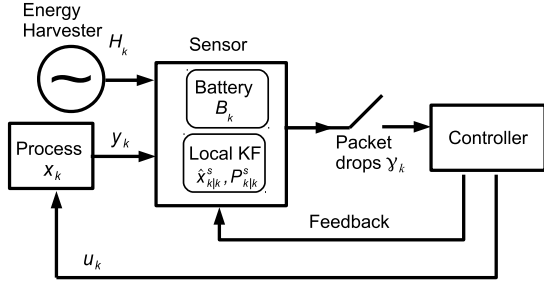 Energy
Harvester
H_k
Sensor
Battery
B_k
Process
x_k
y_k
Local KF
x̂^s_{k|k}, P^s_{k|k}
Packet
drops γ_k
Controller
Feedback
u_k